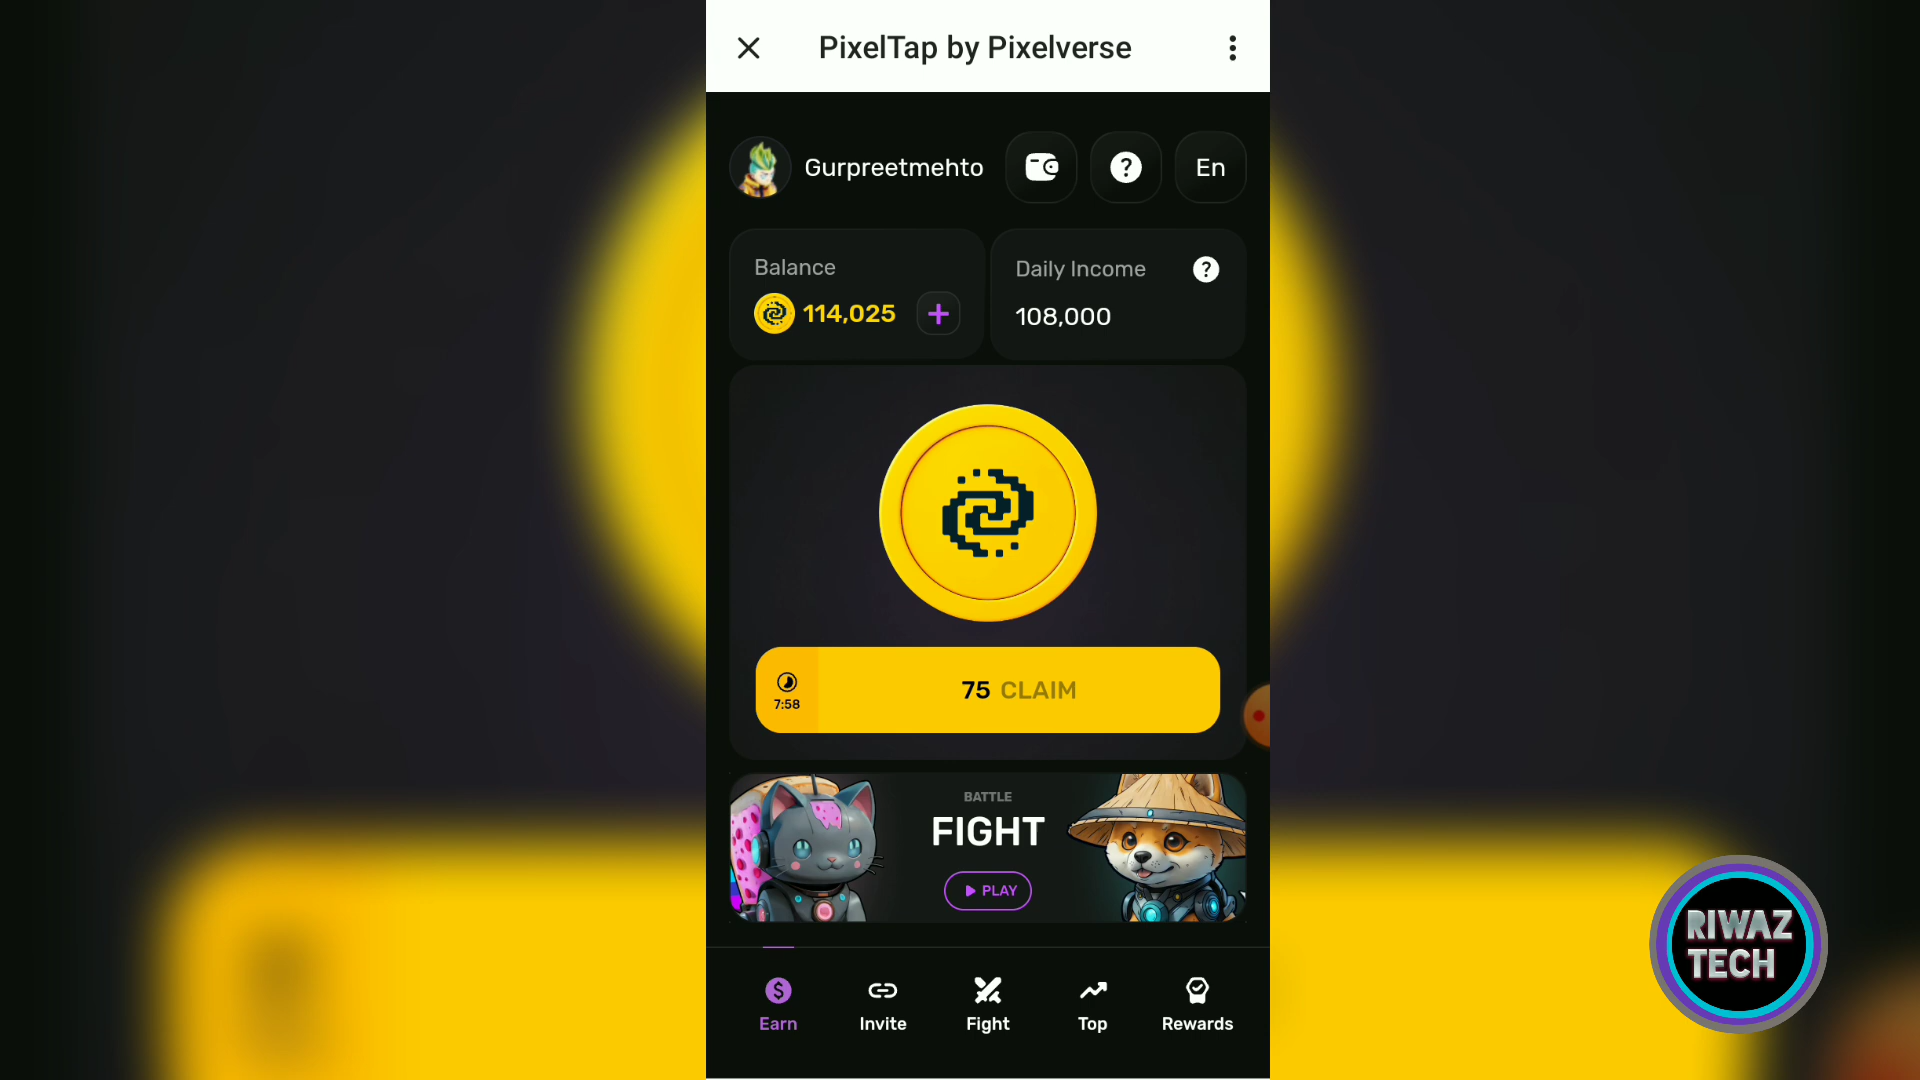 PixelTap by Pixelverse
Gurpreetmehto
? En
Balance
114,025 +
Daily Income ?
108,000
7:58
75 CLAIM
BATTLE
FIGHT
PLAY
$
Earn
Invite
Fight
Top
Rewards
RIWAZ
TECH